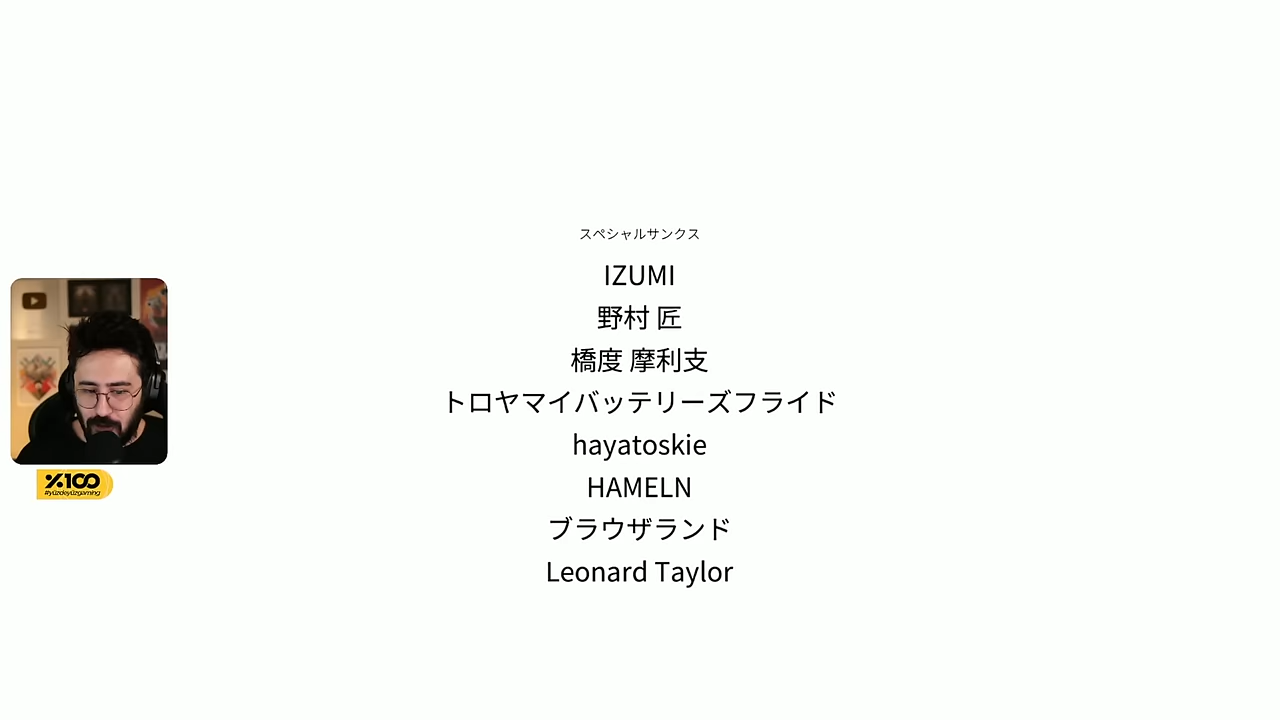 スペシャルサンクス
IZUMI
野村 匠
橋度 摩利支
トロヤマイバッテリーズフライド
hayatoskie
HAMELN
ブラウザランド
Leonard Taylor
%100
#yüzdeyüzgaming